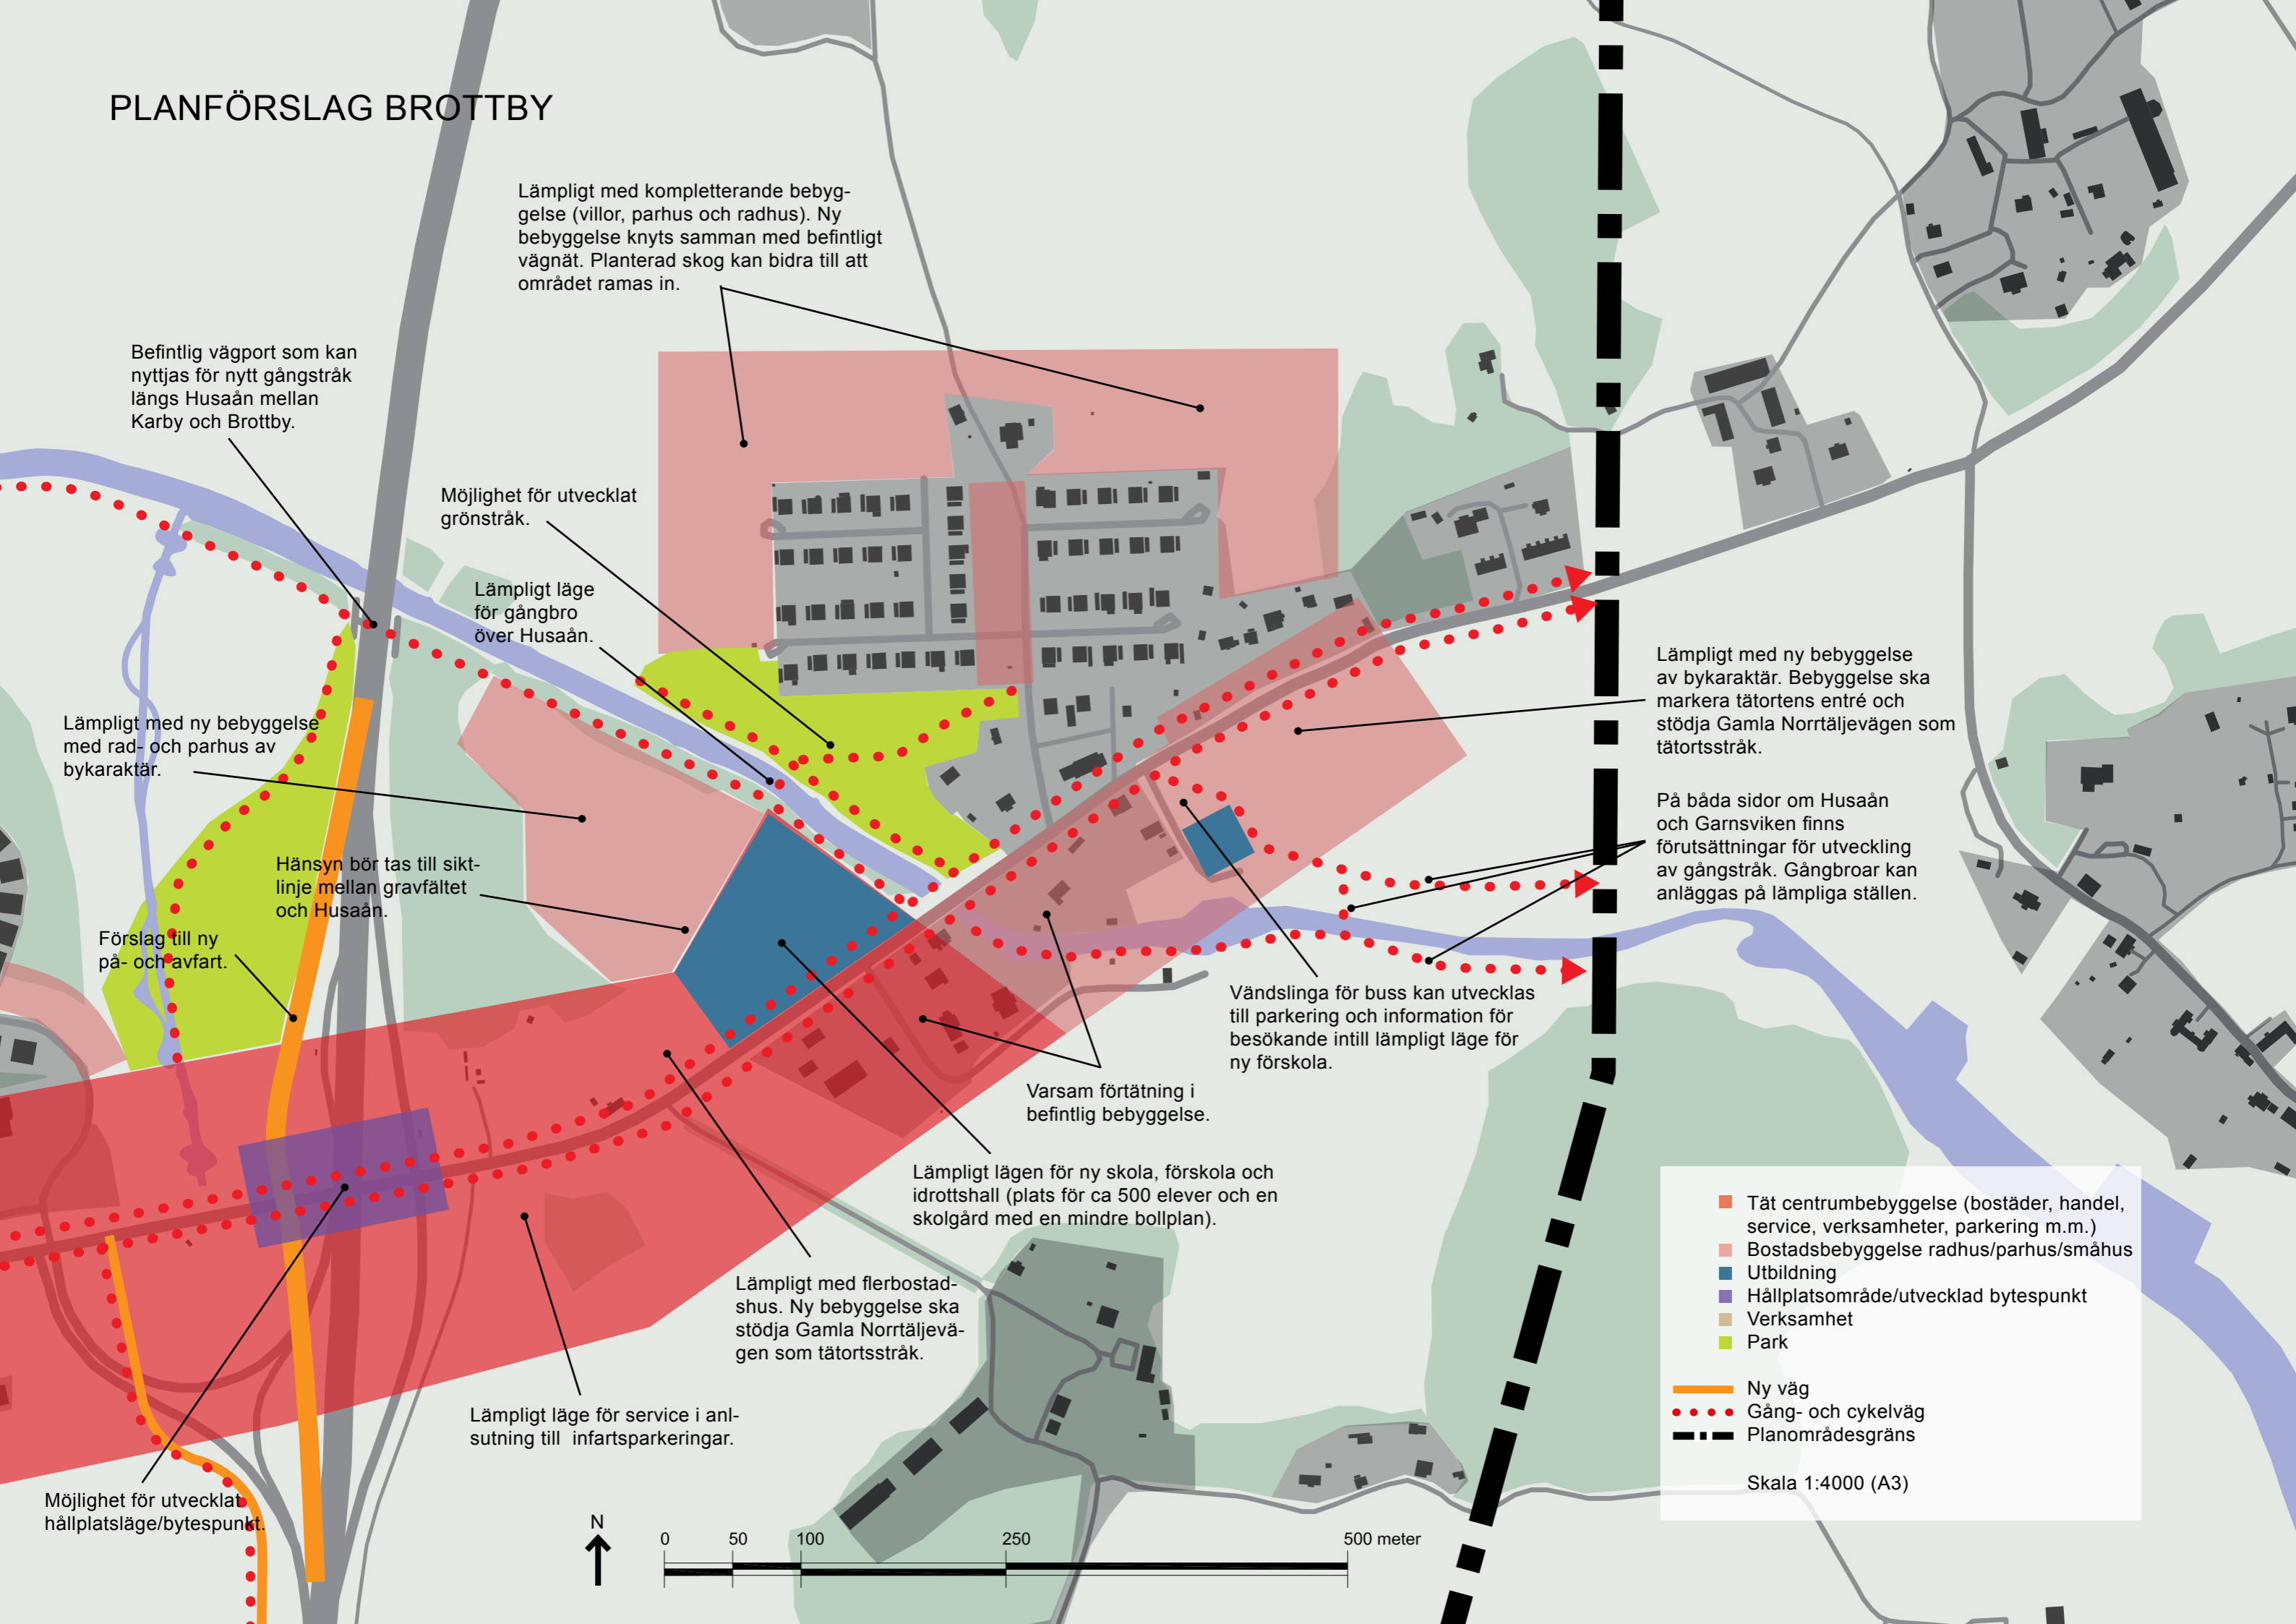 PLANFÖRSLAG BROTTBY
Lämpligt med kompletterande bebyg-
gelse (villor, parhus och radhus). Ny
bebyggelse knyts samman med befintligt
vägnät. Planterad skog kan bidra till att
området ramas in.
Befintlig vägport som kan
nyttjas för nytt gångstråk
längs Husaån mellan
Karby och Brottby.
Möjlighet för utvecklat
grönstråk.
Lämpligt läge
för gångbro
över Husaån.
Lämpligt med ny bebyggelse
med rad- och parhus av
bykaraktär.
Hänsyn bör tas till sikt-
linje mellan gravfältet
och Husaån.
Förslag till ny
på- och avfart.
Lämpligt med ny bebyggelse
av bykaraktär. Bebyggelse ska
markera tätortens entré och
stödja Gamla Norrtäljevägen som
tätortsstråk.
På båda sidor om Husaån
och Garnsviken finns
förutsättningar för utveckling
av gångstråk. Gångbroar kan
anläggas på lämpliga ställen.
Vändslinga för buss kan utvecklas
till parkering och information för
besökande intill lämpligt läge för
ny förskola.
Varsam förtätning i
befintlig bebyggelse.
Lämpligt lägen för ny skola, förskola och
idrottshall (plats för ca 500 elever och en
skolgård med en mindre bollplan).
Lämpligt med flerbostad-
shus. Ny bebyggelse ska
stödja Gamla Norrtäljevä-
gen som tätortsstråk.
Lämpligt läge för service i anl-
sutning till infartsparkeringar.
Möjlighet för utvecklat
hållplatsläge/bytespunkt.
Tät centrumbebyggelse (bostäder, handel,
service, verksamheter, parkering m.m.)
Bostadsbebyggelse radhus/parhus/småhus
Utbildning
Hållplatsområde/utvecklad bytespunkt
Verksamhet
Park
Ny väg
Gång- och cykelväg
Planområdesgräns
Skala 1:4000 (A3)
N
0 50 100 250 500 meter